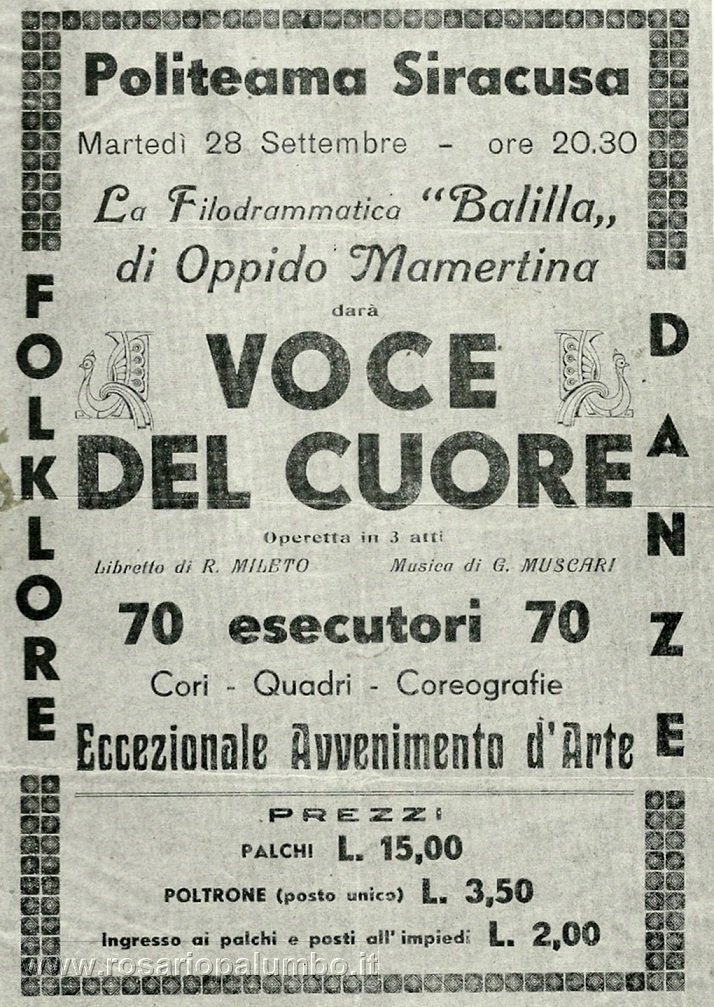 Politeama Siracusa
Martedì 28 Settembre - ore 20.30
La Filodrammatica "Balilla„
di Oppido Mamertina
darà
VOCE
DEL CUORE
Operetta in 3 atti
Libretto di R. MILETO Musica di G. MUSCARI
70 esecutori 70
Cori - Quadri - Coreografie
Eccezionale Avvenimento d'Arte
FOLKLORE
DANZE
PREZZI
PALCHI L. 15,00
POLTRONE (posto unico) L. 3,50
Ingresso ai palchi e posti all'impiedi L. 2,00
www.rosariopalumbo.it